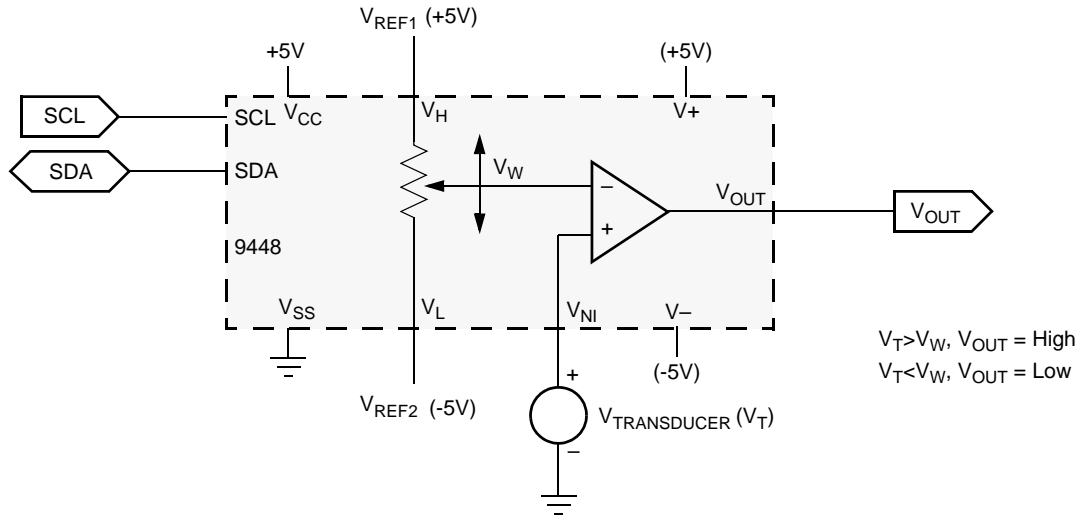 V_REF1 (+5V)
+5V
(+5V)
SCL
SCL
V_CC
V_H
V+
SDA
SDA
V_W
–
V_OUT
V_OUT
+
9448
V_SS
V_L
V_NI
V–
V_T>V_W, V_OUT = High
V_T<V_W, V_OUT = Low
(-5V)
+
V_REF2 (-5V)
V_TRANSDUCER (V_T)
–